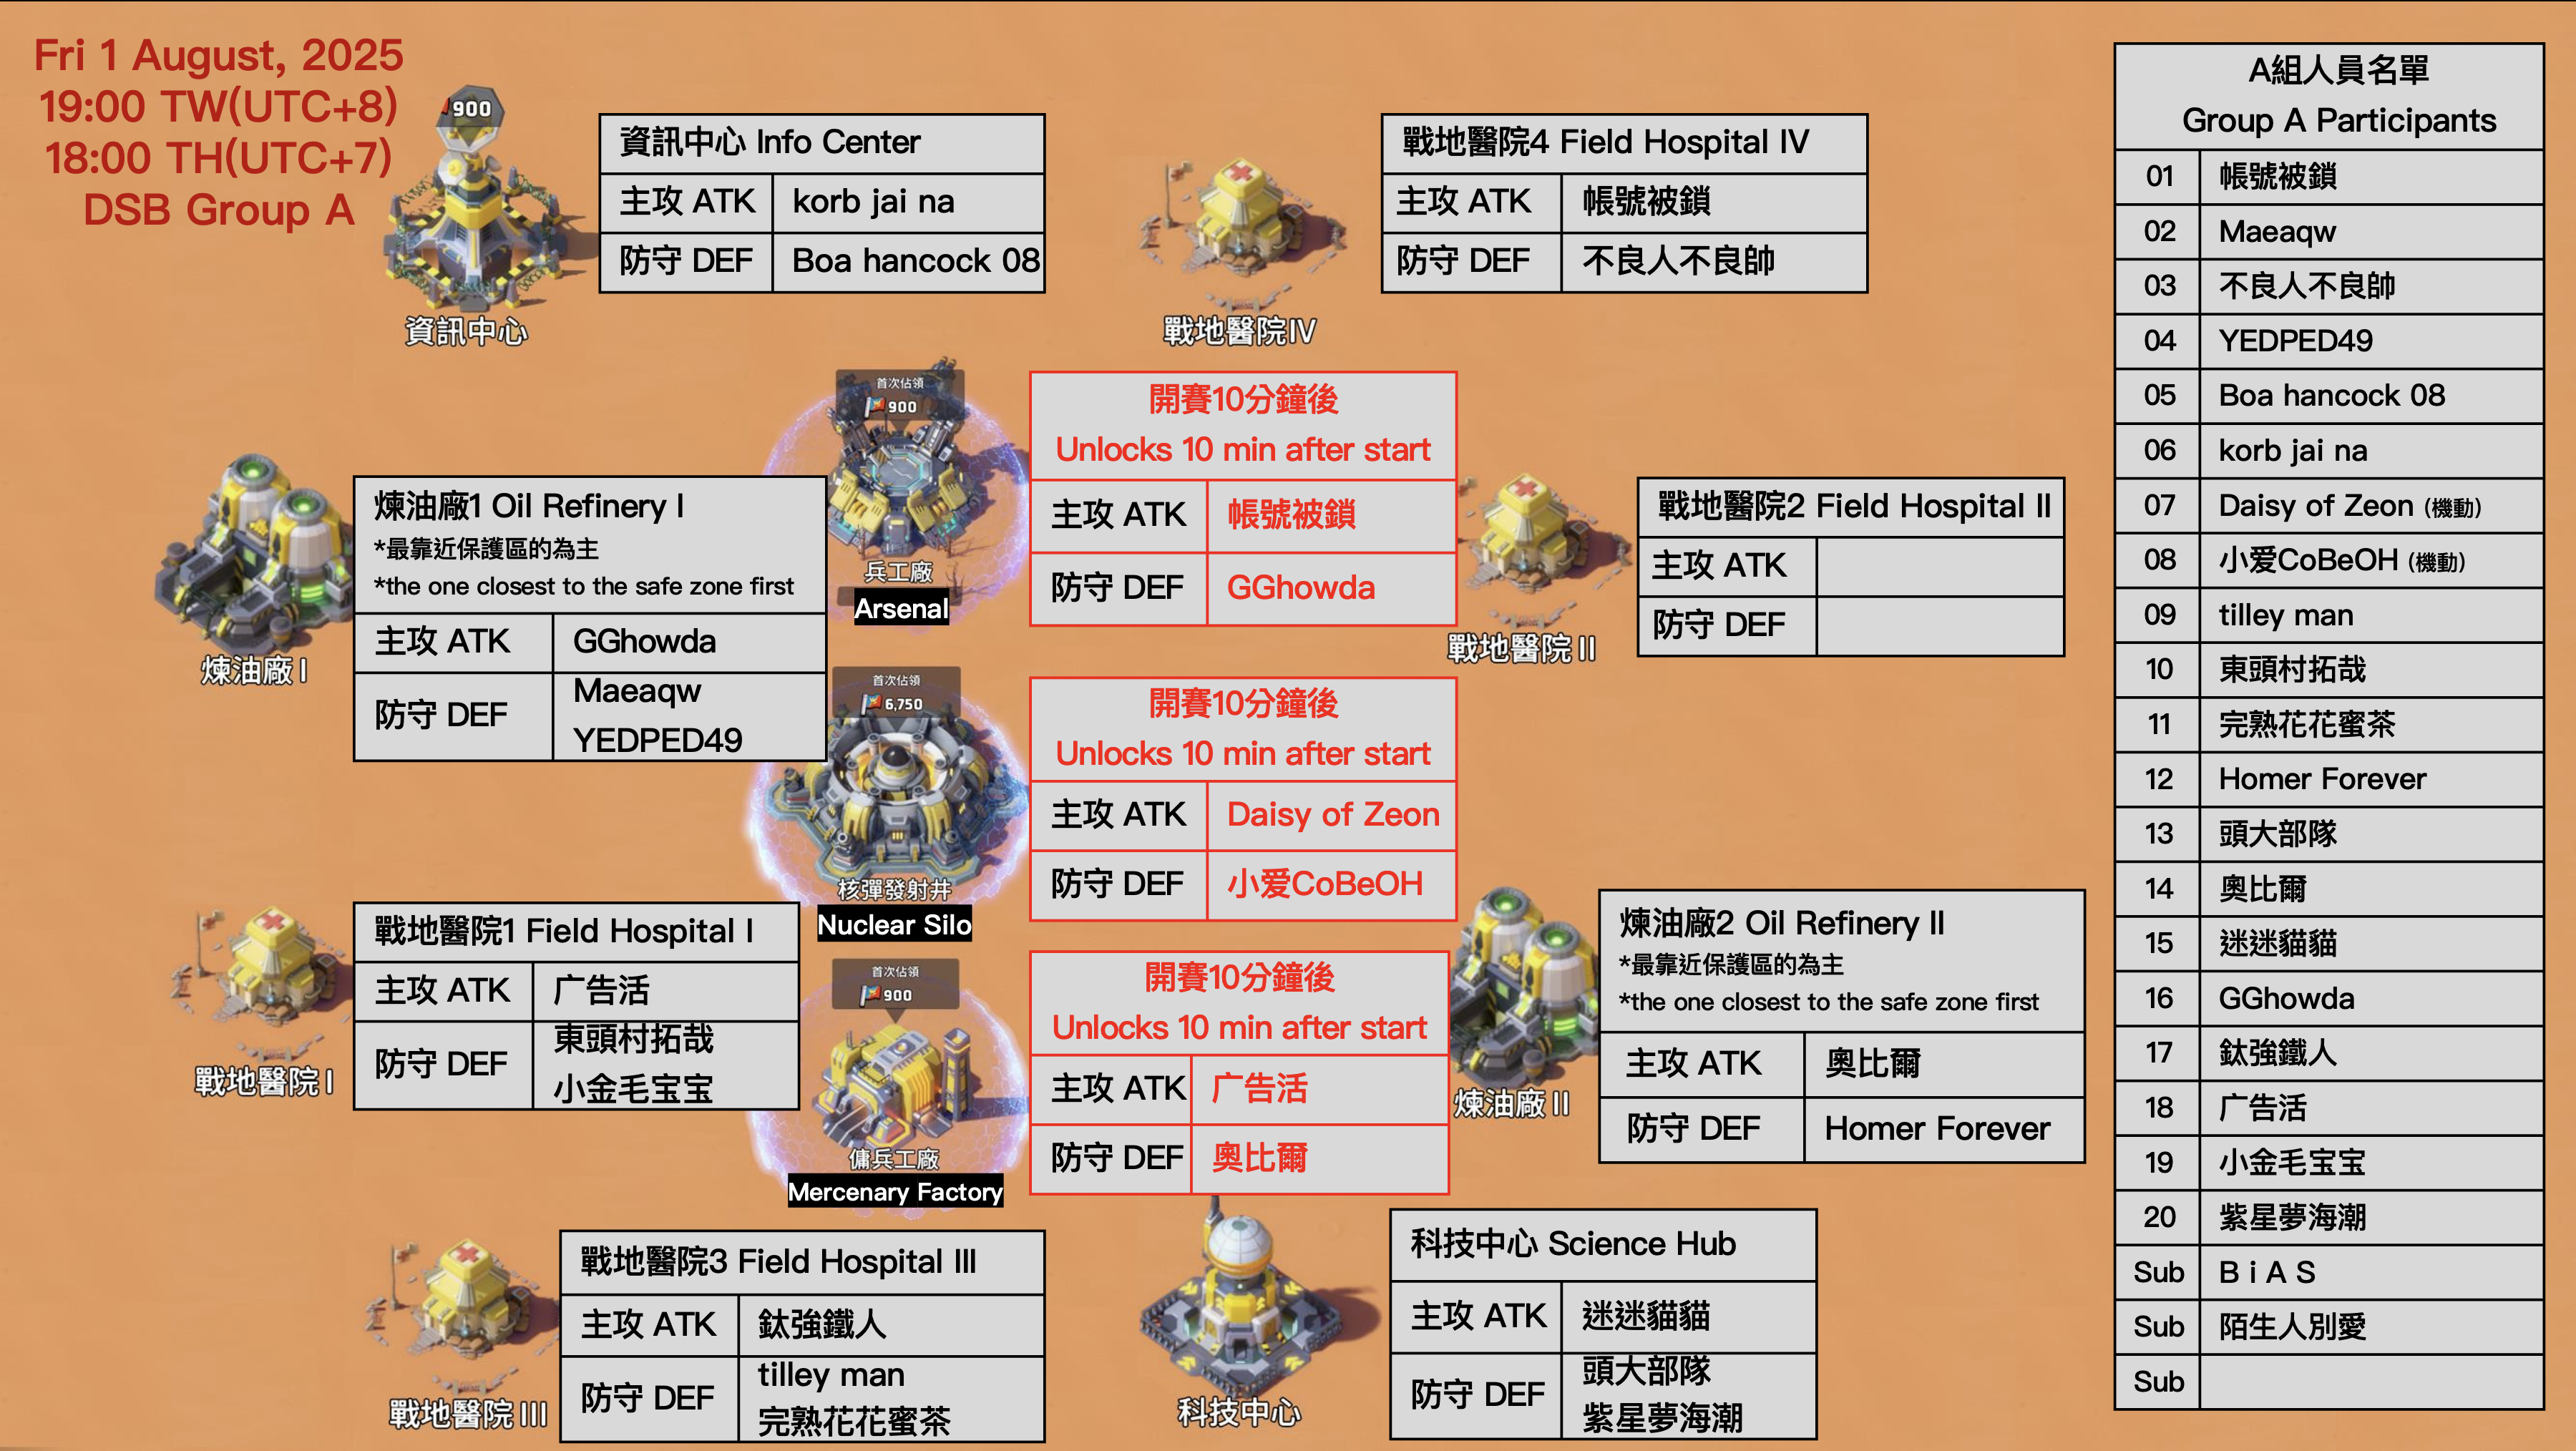 Fri 1 August, 2025
19:00 TW(UTC+8)
18:00 TH(UTC+7)
DSB Group A
900
資訊中心
資訊中心 Info Center
主攻 ATK korb jai na
防守 DEF Boa hancock 08
戰地醫院IV
戰地醫院4 Field Hospital IV
主攻 ATK 帳號被鎖
防守 DEF 不良人不良帥
煉油廠 I
煉油廠1 Oil Refinery I
*最靠近保護區的為主
*the one closest to the safe zone first
主攻 ATK GGhowda
防守 DEF Maeaqw
YEDPED49
首次佔領
900
兵工廠
Arsenal
開賽10分鐘後
Unlocks 10 min after start
主攻 ATK 帳號被鎖
防守 DEF GGhowda
戰地醫院 II
戰地醫院2 Field Hospital II
主攻 ATK
防守 DEF
首次佔領
6,750
核彈發射井
Nuclear Silo
開賽10分鐘後
Unlocks 10 min after start
主攻 ATK Daisy of Zeon
防守 DEF 小爱CoBeOH
戰地醫院 I
戰地醫院1 Field Hospital I
主攻 ATK 广告活
防守 DEF 東頭村拓哉
小金毛宝宝
首次佔領
900
傭兵工廠
Mercenary Factory
開賽10分鐘後
Unlocks 10 min after start
主攻 ATK 广告活
防守 DEF 奧比爾
煉油廠 II
煉油廠2 Oil Refinery II
*最靠近保護區的為主
*the one closest to the safe zone first
主攻 ATK 奧比爾
防守 DEF Homer Forever
戰地醫院 III
戰地醫院3 Field Hospital III
主攻 ATK 鈦強鐵人
防守 DEF tilley man
完熟花花蜜茶
科技中心
科技中心 Science Hub
主攻 ATK 迷迷貓貓
防守 DEF 頭大部隊
紫星夢海潮
A組人員名單
Group A Participants
01 帳號被鎖
02 Maeaqw
03 不良人不良帥
04 YEDPED49
05 Boa hancock 08
06 korb jai na
07 Daisy of Zeon (機動)
08 小爱CoBeOH (機動)
09 tilley man
10 東頭村拓哉
11 完熟花花蜜茶
12 Homer Forever
13 頭大部隊
14 奧比爾
15 迷迷貓貓
16 GGhowda
17 鈦強鐵人
18 广告活
19 小金毛宝宝
20 紫星夢海潮
Sub B i A S
Sub 陌生人別愛
Sub